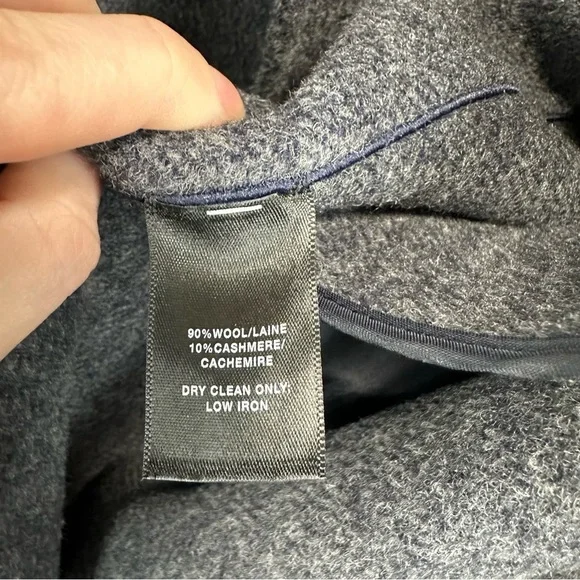 90% WOOL/LAINE
10% CASHMERE/
CACHEMIRE
DRY CLEAN ONLY;
LOW IRON